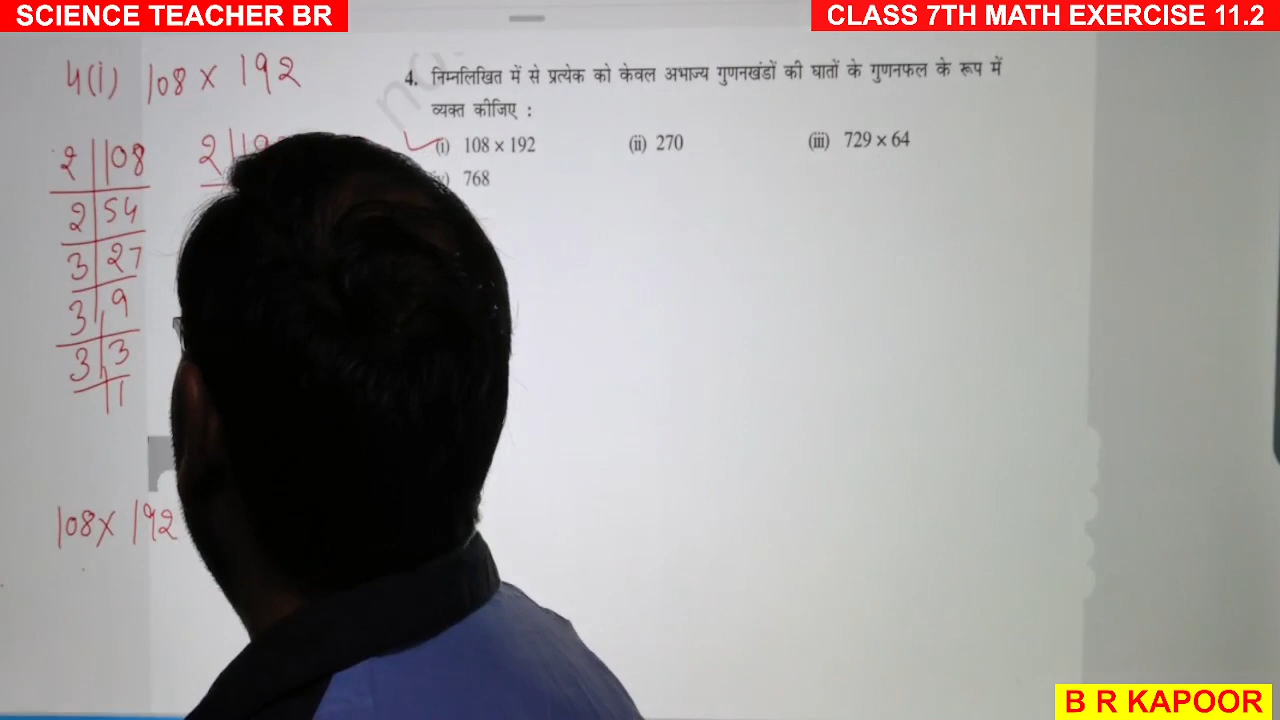 SCIENCE TEACHER BR
CLASS 7TH MATH EXERCISE 11.2
4(i) 108 × 192
4. निम्नलिखित में से प्रत्येक को केवल अभाज्य गुणनखंडों की घातों के गुणनफल के रूप में
व्यक्त कीजिए :
(i) 108 × 192 (ii) 270 (iii) 729 × 64
768
2 108
2 54
3 27
3 9
3 3
1
2
108 × 192
B R KAPOOR